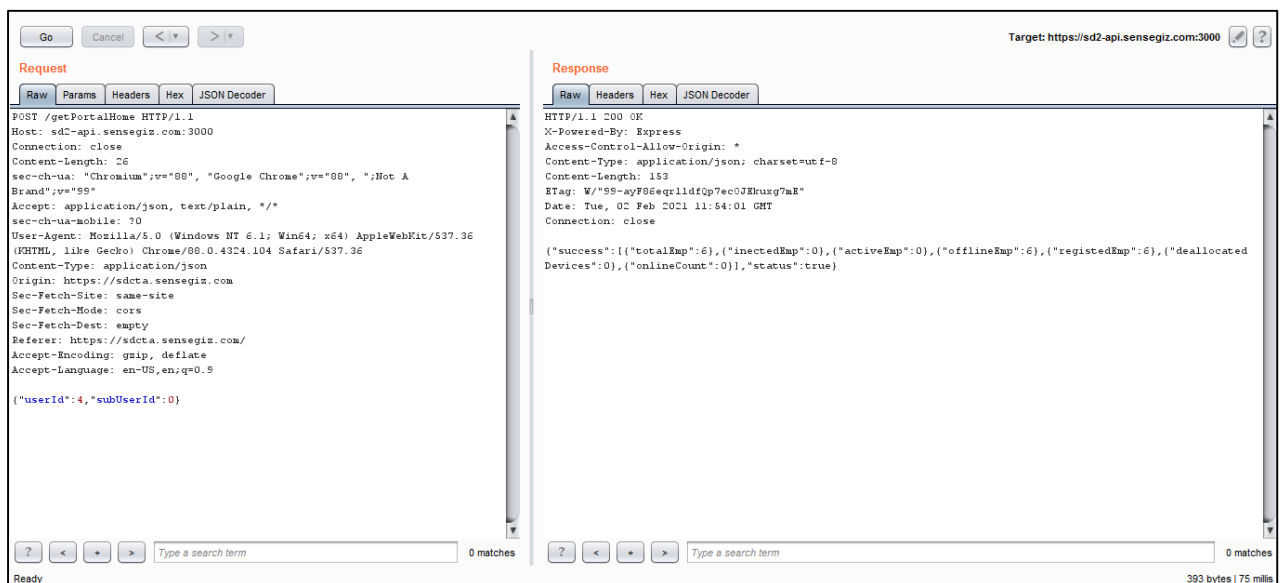 Go Cancel < > Target: https://sd2-api.sensegiz.com:3000 ?
Request
Raw Params Headers Hex JSON Decoder
POST /getPortalHome HTTP/1.1
Host: sd2-api.sensegiz.com:3000
Connection: close
Content-Length: 26
sec-ch-ua: "Chromium";v="88", "Google Chrome";v="88", ";Not A
Brand";v="99"
Accept: application/json, text/plain, */*
sec-ch-ua-mobile: ?0
User-Agent: Mozilla/5.0 (Windows NT 6.1; Win64; x64) AppleWebKit/537.36
(KHTML, like Gecko) Chrome/88.0.4324.104 Safari/537.36
Content-Type: application/json
Origin: https://sdcta.sensegiz.com
Sec-Fetch-Site: same-site
Sec-Fetch-Mode: cors
Sec-Fetch-Dest: empty
Referer: https://sdcta.sensegiz.com/
Accept-Encoding: gzip, deflate
Accept-Language: en-US,en;q=0.9
{"userId":4,"subUserId":0}
? < + > Type a search term 0 matches
Response
Raw Headers Hex JSON Decoder
HTTP/1.1 200 OK
X-Powered-By: Express
Access-Control-Allow-Origin: *
Content-Type: application/json; charset=utf-8
Content-Length: 153
ETag: W/"99-ayF86eqrlldfQp7ec0JEkruxg7mE"
Date: Tue, 02 Feb 2021 11:54:01 GMT
Connection: close
{"success":[{"totalEmp":6},{"inectedEmp":0},{"activeEmp":0},{"offlineEmp":6},{"registedEmp":6},{"deallocated
Devices":0},{"onlineCount":0}],"status":true}
? < + > Type a search term 0 matches
Ready 393 bytes | 75 millis